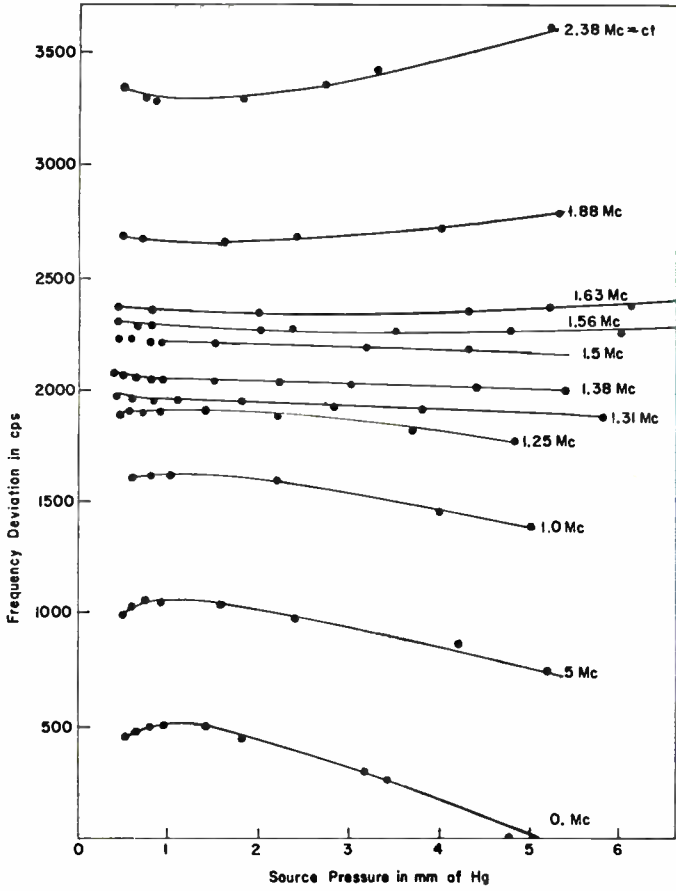 3500
3000
2500
2000
1500
1000
500
0
1
2
3
4
5
6
Frequency Deviation in cps
Source Pressure in mm of Hg
2.38 Mc = ct
1.88 Mc
1.63 Mc
1.56 Mc
1.5 Mc
1.38 Mc
1.31 Mc
1.25 Mc
1.0 Mc
.5 Mc
0. Mc